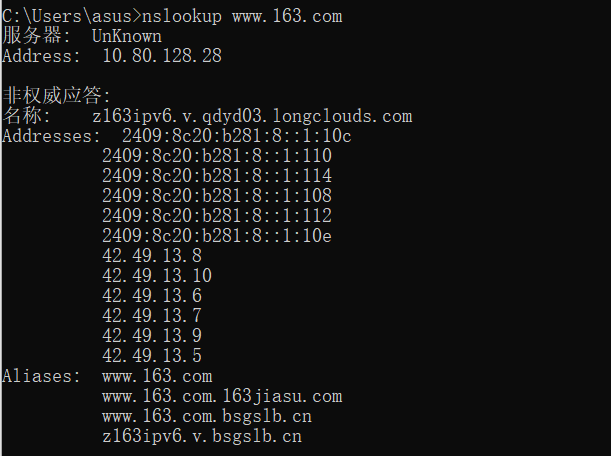 C:\Users\asus>nslookup www.163.com
服务器:  UnKnown
Address:  10.80.128.28

非权威应答:
名称:    z163ipv6.v.qdyd03.longclouds.com
Addresses:  2409:8c20:b281:8::1:10c
          2409:8c20:b281:8::1:110
          2409:8c20:b281:8::1:114
          2409:8c20:b281:8::1:108
          2409:8c20:b281:8::1:112
          2409:8c20:b281:8::1:10e
          42.49.13.8
          42.49.13.10
          42.49.13.6
          42.49.13.7
          42.49.13.9
          42.49.13.5
Aliases:  www.163.com
          www.163.com.163jiasu.com
          www.163.com.bsgslb.cn
          z163ipv6.v.bsgslb.cn